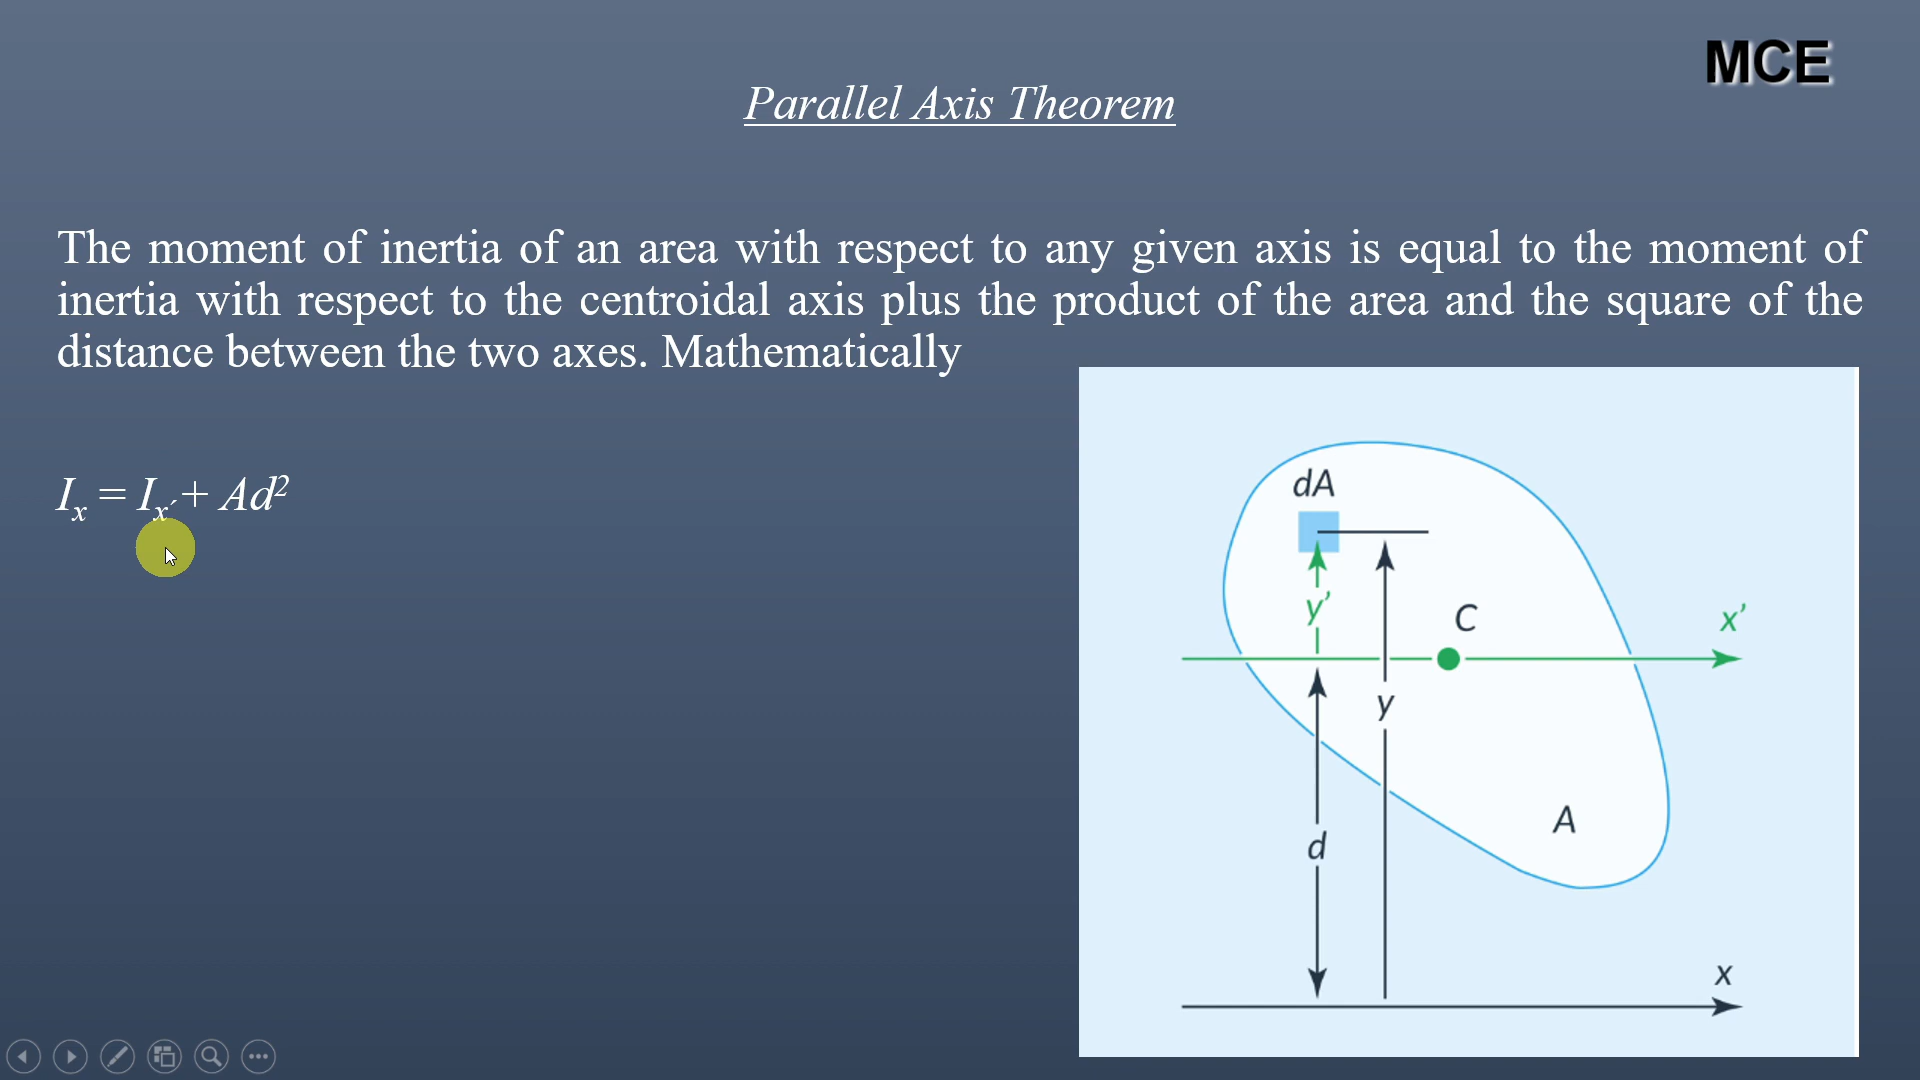 MCE
Parallel Axis Theorem
The moment of inertia of an area with respect to any given axis is equal to the moment of
inertia with respect to the centroidal axis plus the product of the area and the square of the
distance between the two axes. Mathematically
Iₓ = Iₓ´ + Ad²
dA
y’
C
x’
y
A
d
x